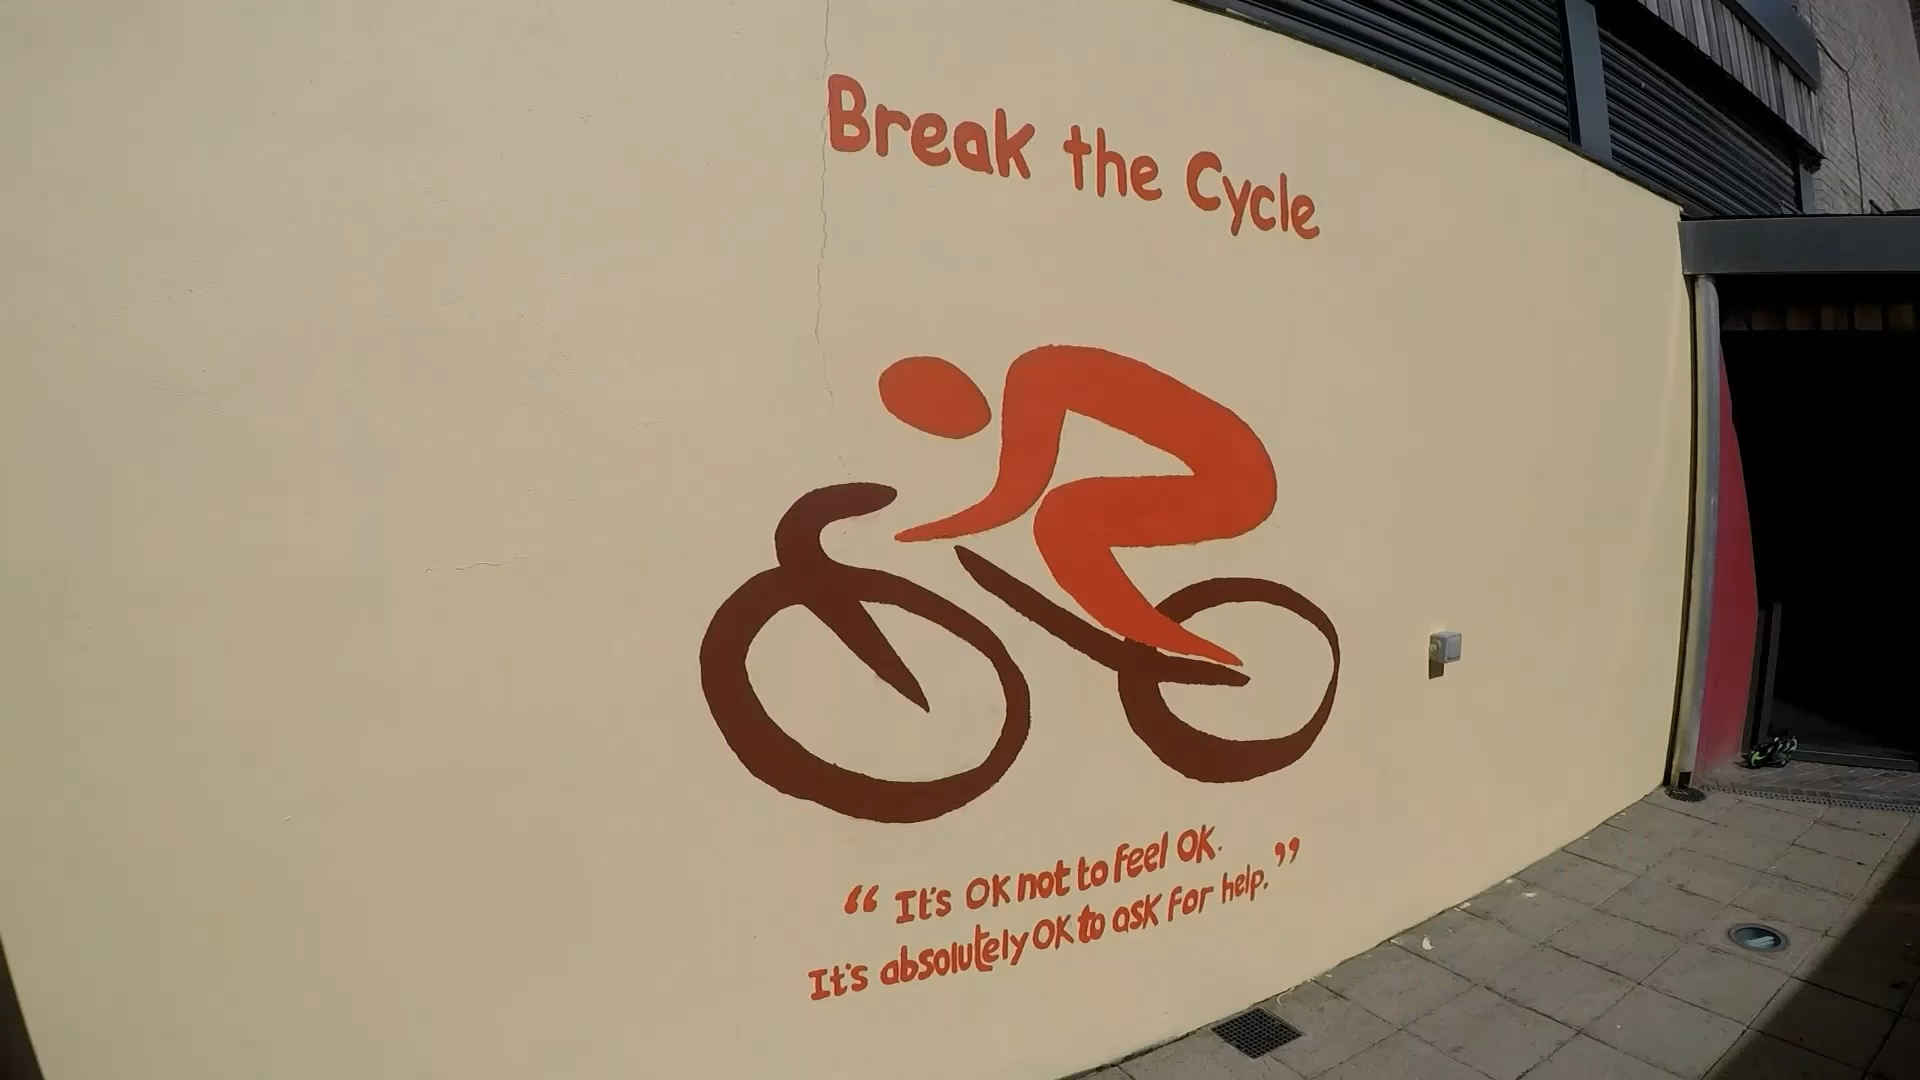 Break the Cycle
“ It's OK not to feel OK.
It's absolutely OK to ask for help. ”